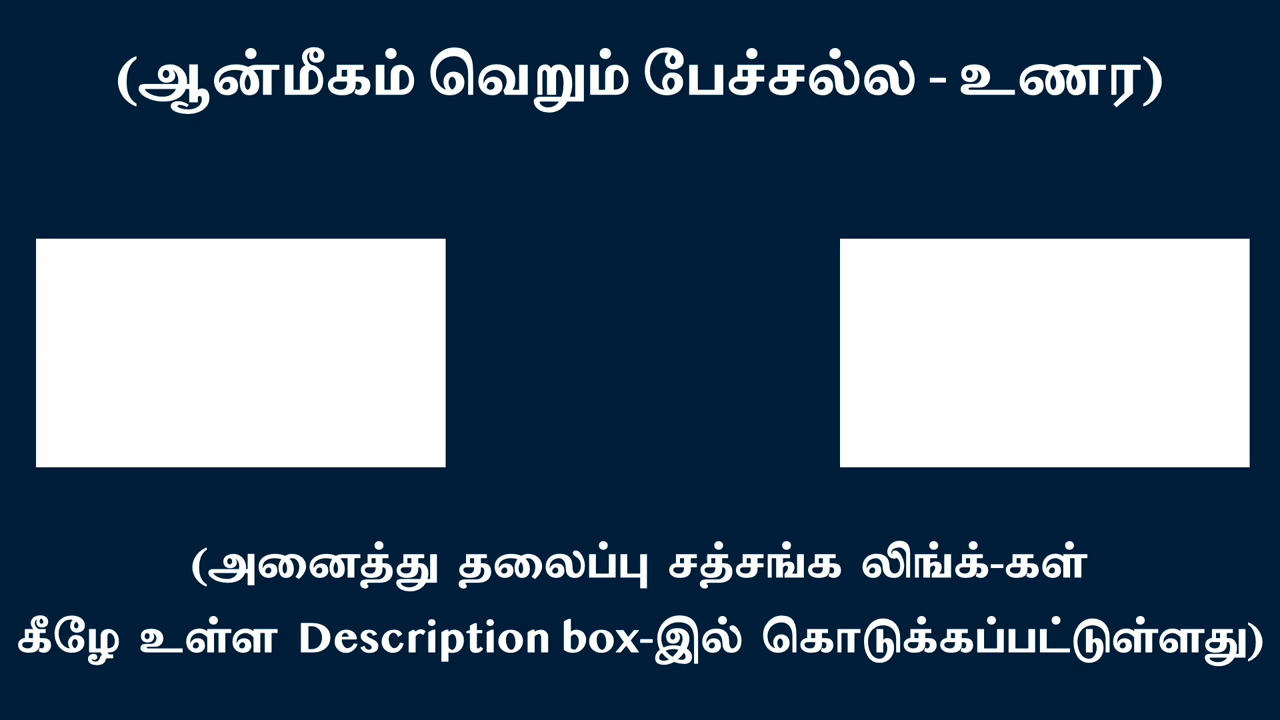 (ஆன்மீகம் வெறும் பேச்சல்ல - உணர)
(அனைத்து தலைப்பு சத்சங்க லிங்க்-கள்
கீழே உள்ள Description box-இல் கொடுக்கப்பட்டுள்ளது)